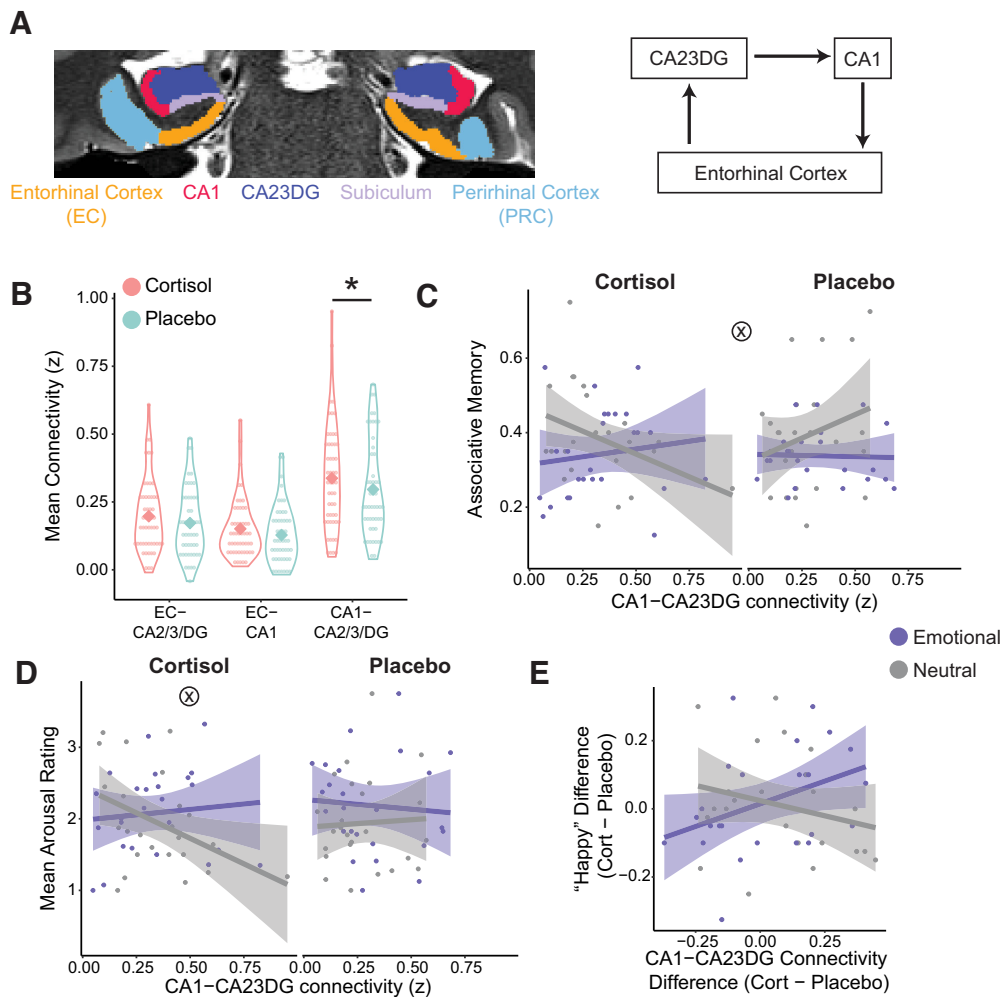 A
CA23DG
CA1
Entorhinal Cortex
Entorhinal Cortex
(EC)
CA1
CA23DG
Subiculum
Perirhinal Cortex
(PRC)
B
Cortisol
Placebo
*
Mean Connectivity (z)
1.00
0.75
0.50
0.25
0.00
EC−
CA2/3/DG
EC−
CA1
CA1−
CA2/3/DG
C
Cortisol
Placebo
x
Associative Memory
0.6
0.4
0.2
0.00 0.25 0.50 0.75
0.00 0.25 0.50 0.75
CA1−CA23DG connectivity (z)
Emotional
Neutral
D
Cortisol
Placebo
x
Mean Arousal Rating
3
2
1
0.00 0.25 0.50 0.75
0.00 0.25 0.50 0.75
CA1−CA23DG connectivity (z)
E
“Happy” Difference
(Cort − Placebo)
0.2
0.0
−0.2
−0.25 0.00 0.25
CA1−CA23DG Connectivity
Difference (Cort − Placebo)